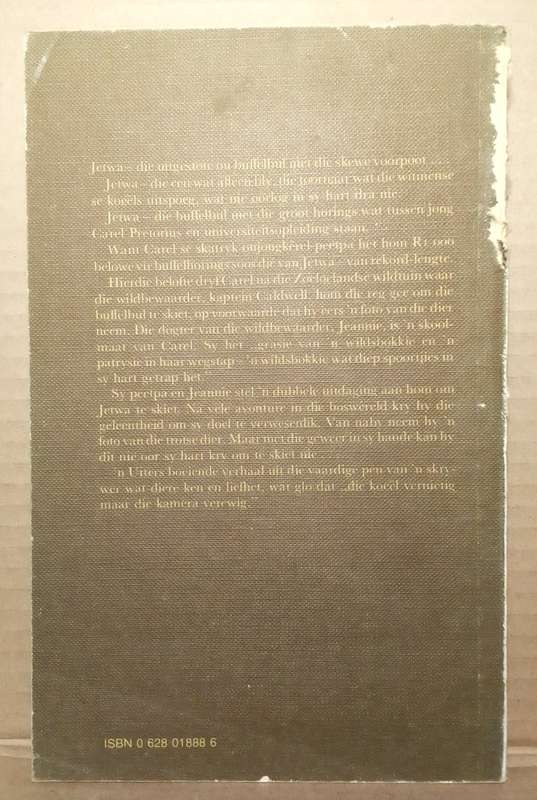 Jetwa – die ongestote ou buffelbul met die skewe voorpoot . . .
Jetwa – die een wat alleen bly, die towenaar wat die witmense
se koeëls uitspoeg, wat nie oorlog in sy hart dra nie.
Jetwa – die buffelbul met die groot horings wat tussen jong
Carel Pretorius en universiteitsopleiding staan.
Want Carel se skatryk oujongkêrel-peetpa het hom R1 000
belowe vir buffelhorings soos dié van Jetwa – van rekord-lengte.
Hierdie belofte dryf Carel na die Zoeloelandse wildtuin waar
die wildbewaarder, kaptein Caldwell, hom die reg gee om die
buffelbul te skiet, op voorwaarde dat hy eers 'n foto van die dier
neem. Die dogter van die wildbewaarder, Jeannie, is 'n skool-
maat van Carel. Sy het „grasie van 'n wildsbokkie en 'n
patrysie in haar wegstap – 'n wildsbokkie wat diep spoortjies in
sy hart getrap het."
Sy peetpa en Jeannie stel 'n dubbele uitdaging aan hom om
Jetwa te skiet. Na vele avonture in die boswêreld kry hy die
geleentheid om sy doel te verwesenlik. Van naby neem hy 'n
foto van die trotse dier. Maar met die geweer in sy hande kan hy
dit nie oor sy hart kry om te skiet nie . . .
'n Uiters boeiende verhaal uit die vaardige pen van 'n skry-
wer wat diere ken en liefhet, wat glo dat „die koeël vernietig
maar die kamera verewig."
ISBN 0 628 01888 6